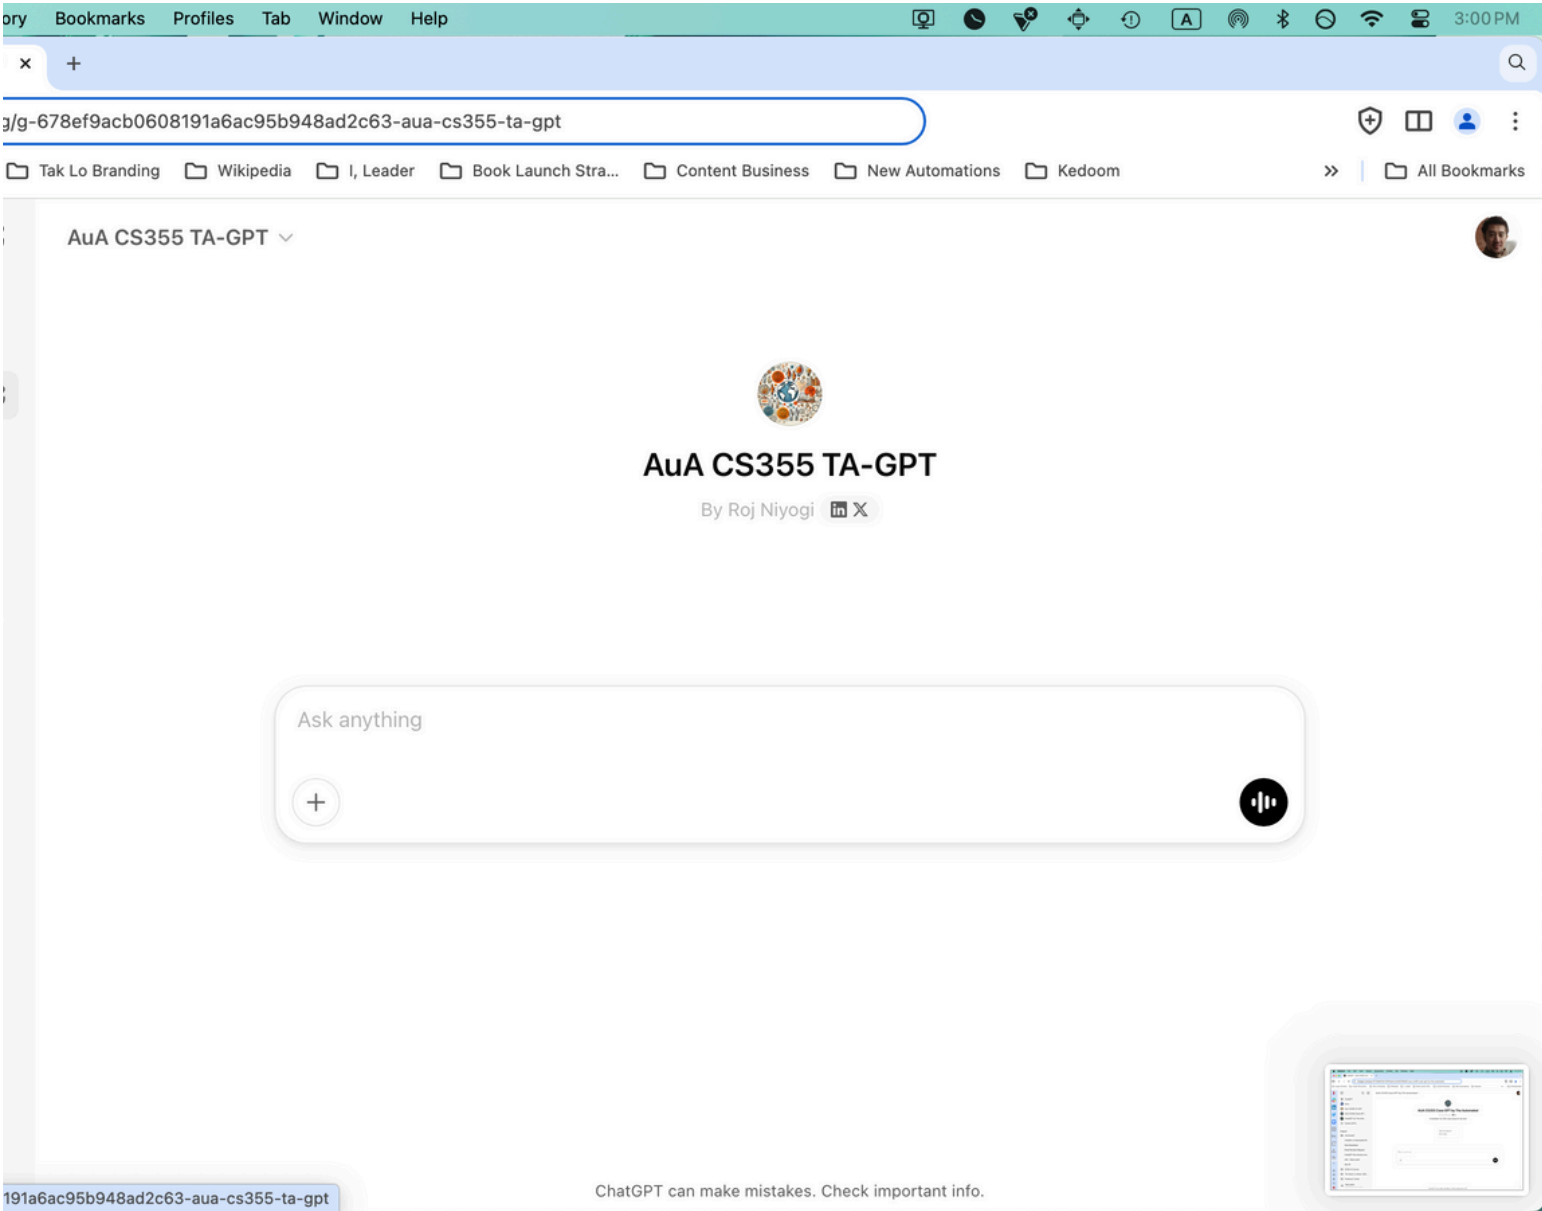 ory Bookmarks Profiles Tab Window Help A 3:00 PM
g/g-678ef9acb0608191a6ac95b948ad2c63-aua-cs355-ta-gpt
Tak Lo Branding Wikipedia I, Leader Book Launch Stra... Content Business New Automations Kedoom » All Bookmarks
AuA CS355 TA-GPT
AuA CS355 TA-GPT
By Roj Niyogi in X
Ask anything
ChatGPT can make mistakes. Check important info.
191a6ac95b948ad2c63-aua-cs355-ta-gpt